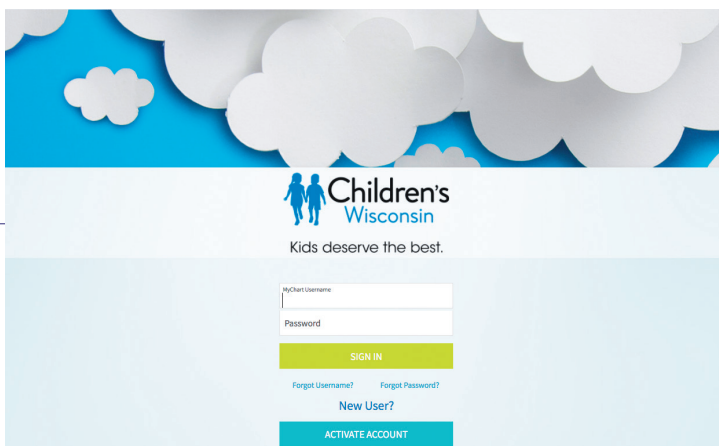 Children's
Wisconsin
Kids deserve the best.
MyChart Username
Password
SIGN IN
Forgot Username? Forgot Password?
New User?
ACTIVATE ACCOUNT